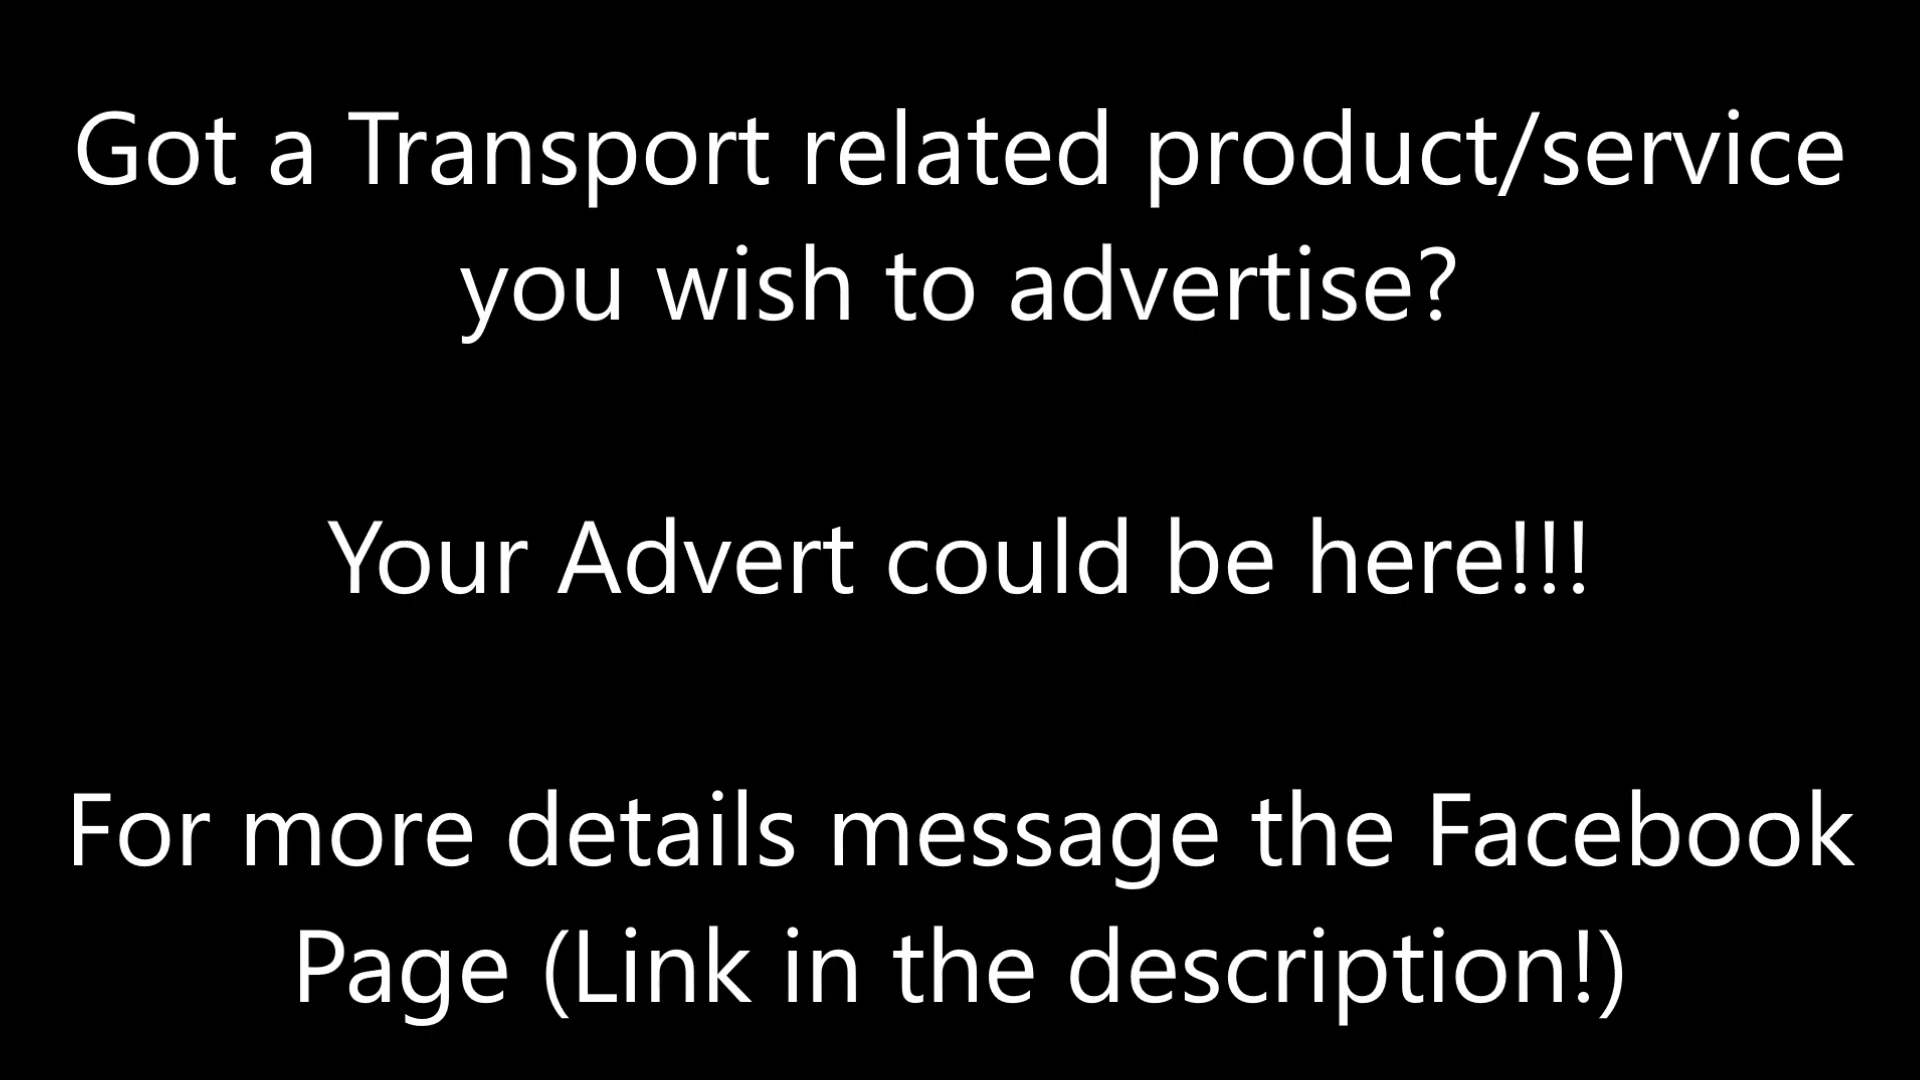 Got a Transport related product/service
you wish to advertise?
Your Advert could be here!!!
For more details message the Facebook
Page (Link in the description!)